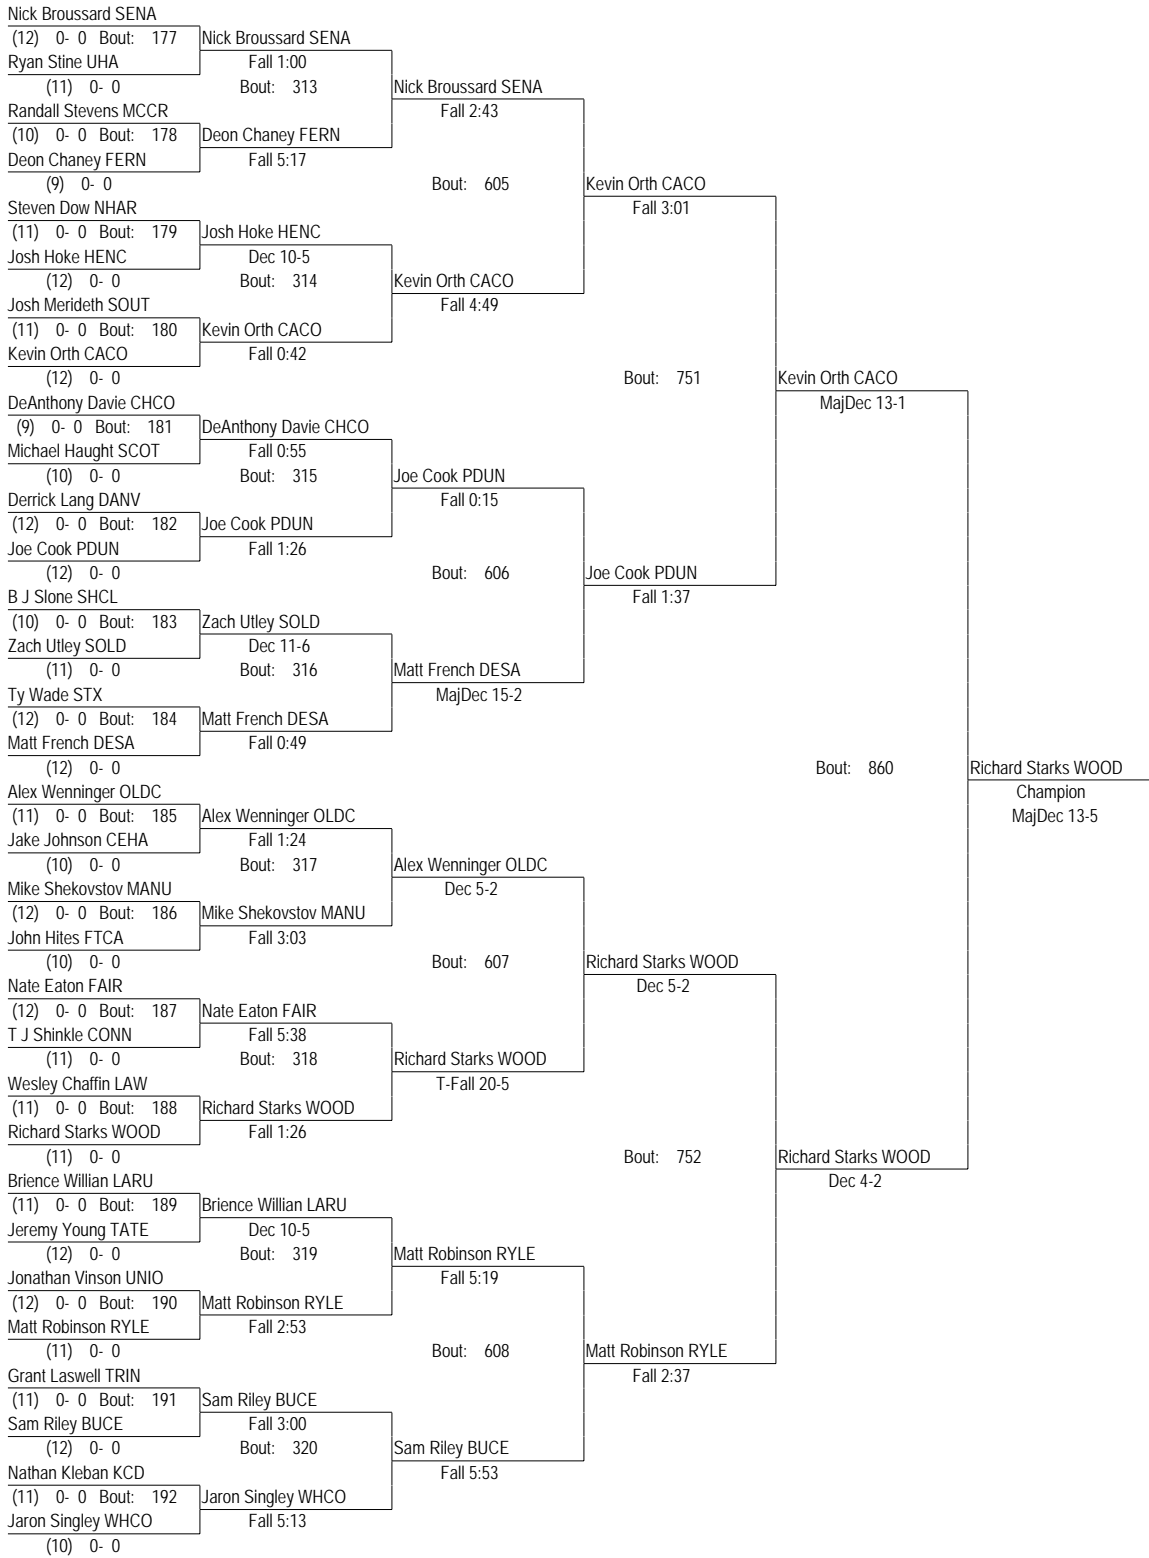 Nick Broussard SENA
(12) 0- 0 Bout: 177 Nick Broussard SENA
Ryan Stine UHA Fall 1:00
(11) 0- 0 Bout: 313 Nick Broussard SENA
Randall Stevens MCCR Fall 2:43
(10) 0- 0 Bout: 178 Deon Chaney FERN
Deon Chaney FERN Fall 5:17
(9) 0- 0 Bout: 605 Kevin Orth CACO
Steven Dow NHAR Fall 3:01
(11) 0- 0 Bout: 179 Josh Hoke HENC
Josh Hoke HENC Dec 10-5
(12) 0- 0 Bout: 314 Kevin Orth CACO
Josh Merideth SOUT Fall 4:49
(11) 0- 0 Bout: 180 Kevin Orth CACO
Kevin Orth CACO Fall 0:42
(12) 0- 0 Bout: 751 Kevin Orth CACO
DeAnthony Davie CHCO MajDec 13-1
(9) 0- 0 Bout: 181 DeAnthony Davie CHCO
Michael Haught SCOT Fall 0:55
(10) 0- 0 Bout: 315 Joe Cook PDUN
Derrick Lang DANV Fall 0:15
(12) 0- 0 Bout: 182 Joe Cook PDUN
Joe Cook PDUN Fall 1:26
(12) 0- 0 Bout: 606 Joe Cook PDUN
B J Slone SHCL Fall 1:37
(10) 0- 0 Bout: 183 Zach Utley SOLD
Zach Utley SOLD Dec 11-6
(11) 0- 0 Bout: 316 Matt French DESA
Ty Wade STX MajDec 15-2
(12) 0- 0 Bout: 184 Matt French DESA
Matt French DESA Fall 0:49
(12) 0- 0 Bout: 860 Richard Starks WOOD
Alex Wenninger OLDC Champion
(11) 0- 0 Bout: 185 Alex Wenninger OLDC MajDec 13-5
Jake Johnson CEHA Fall 1:24
(10) 0- 0 Bout: 317 Alex Wenninger OLDC
Mike Shekovstov MANU Dec 5-2
(12) 0- 0 Bout: 186 Mike Shekovstov MANU
John Hites FTCA Fall 3:03
(10) 0- 0 Bout: 607 Richard Starks WOOD
Nate Eaton FAIR Dec 5-2
(12) 0- 0 Bout: 187 Nate Eaton FAIR
T J Shinkle CONN Fall 5:38
(11) 0- 0 Bout: 318 Richard Starks WOOD
Wesley Chaffin LAW T-Fall 20-5
(11) 0- 0 Bout: 188 Richard Starks WOOD
Richard Starks WOOD Fall 1:26
(11) 0- 0 Bout: 752 Richard Starks WOOD
Brience Willian LARU Dec 4-2
(11) 0- 0 Bout: 189 Brience Willian LARU
Jeremy Young TATE Dec 10-5
(12) 0- 0 Bout: 319 Matt Robinson RYLE
Jonathan Vinson UNIO Fall 5:19
(12) 0- 0 Bout: 190 Matt Robinson RYLE
Matt Robinson RYLE Fall 2:53
(11) 0- 0 Bout: 608 Matt Robinson RYLE
Grant Laswell TRIN Fall 2:37
(11) 0- 0 Bout: 191 Sam Riley BUCE
Sam Riley BUCE Fall 3:00
(12) 0- 0 Bout: 320 Sam Riley BUCE
Nathan Kleban KCD Fall 5:53
(11) 0- 0 Bout: 192 Jaron Singley WHCO
Jaron Singley WHCO Fall 5:13
(10) 0- 0